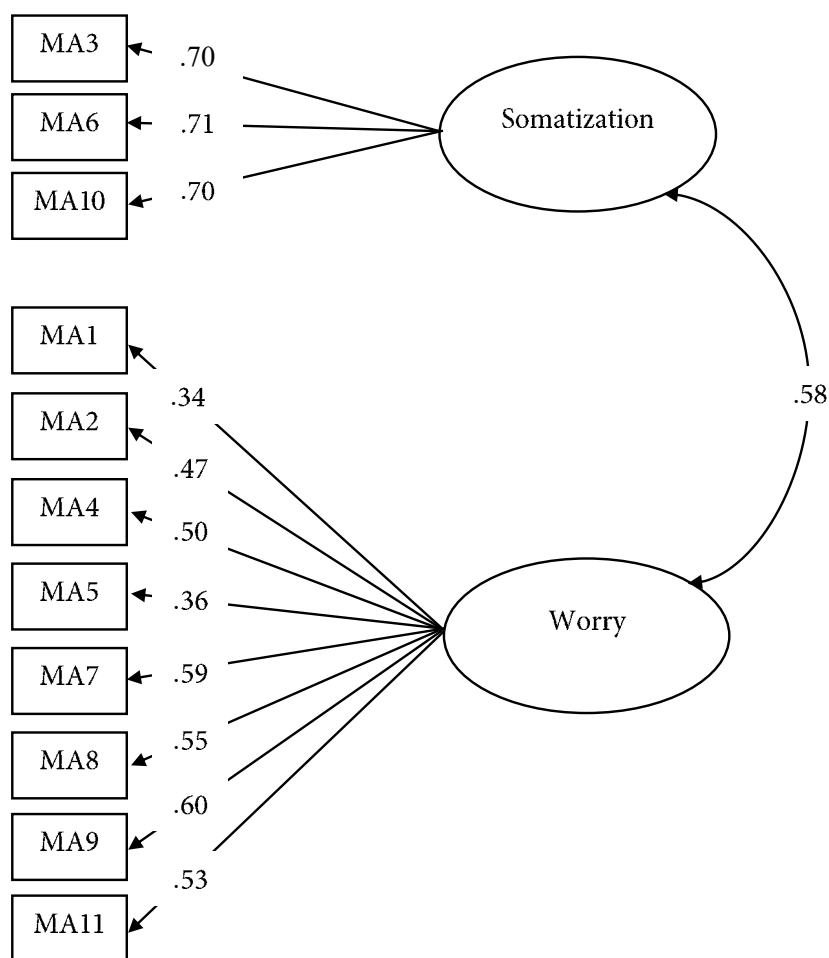 MA3
.70
MA6
.71
Somatization
MA10
.70
MA1
.34
.58
MA2
.47
MA4
.50
MA5
.36
Worry
MA7
.59
MA8
.55
MA9
.60
MA11
.53